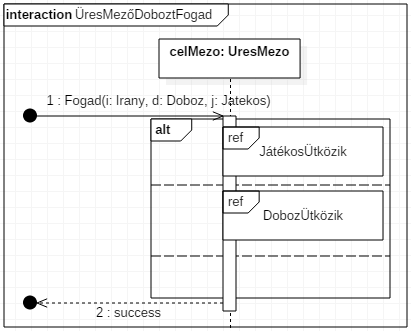 interaction ÜresMezőDoboztFogad
celMezo: UresMezo
1 : Fogad(i: Irany, d: Doboz, j: Jatekos)
alt
ref
JátékosÜtközik
ref
DobozÜtközik
2 : success